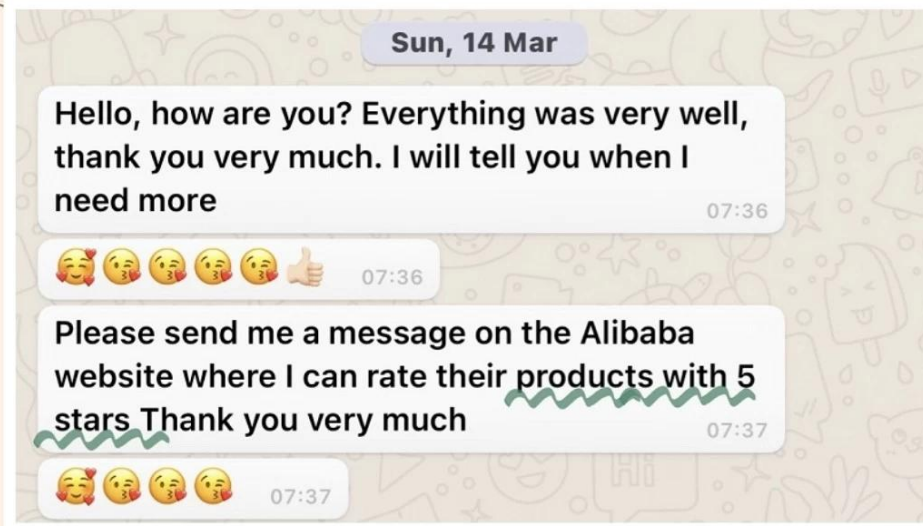 Sun, 14 Mar
Hello, how are you? Everything was very well,
thank you very much. I will tell you when I
need more
07:36
🥰😘😘😘😘👍🏻
07:36
Please send me a message on the Alibaba
website where I can rate their products with 5
stars Thank you very much
07:37
🥰😘😘😘
07:37